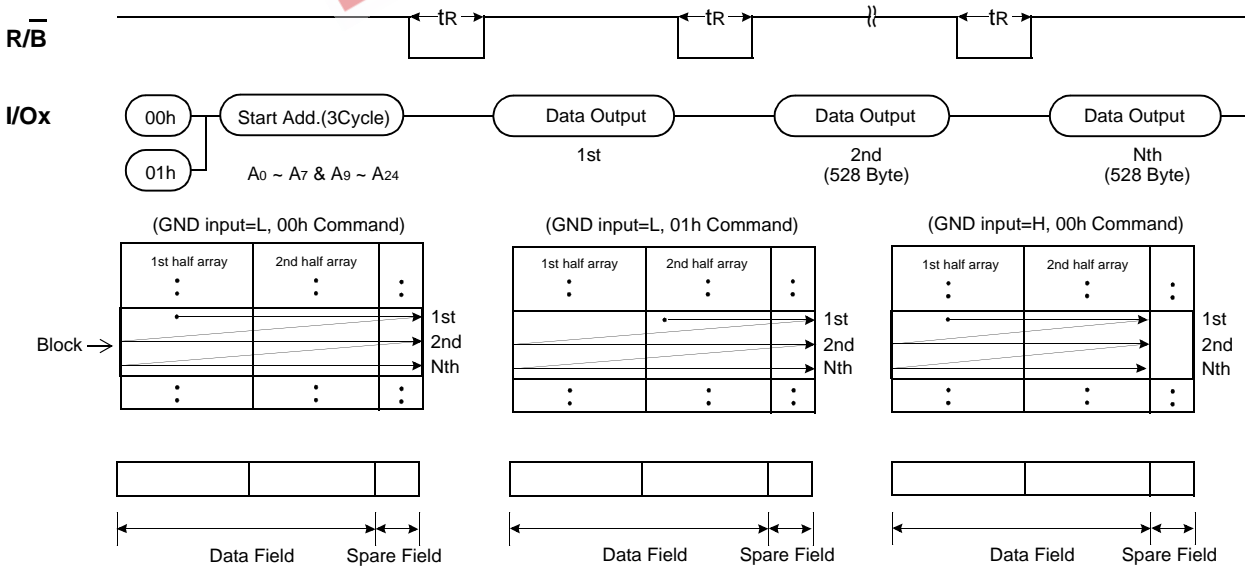 R/B
tR tR tR
I/Ox
00h Start Add.(3Cycle) Data Output Data Output Data Output
01h A0 ~ A7 & A9 ~ A24 1st 2nd Nth
(528 Byte) (528 Byte)
(GND input=L, 00h Command) (GND input=L, 01h Command) (GND input=H, 00h Command)
1st half array 2nd half array 1st half array 2nd half array 1st half array 2nd half array
1st 1st 1st
Block 2nd 2nd 2nd
Nth Nth Nth
Data Field Spare Field Data Field Spare Field Data Field Spare Field